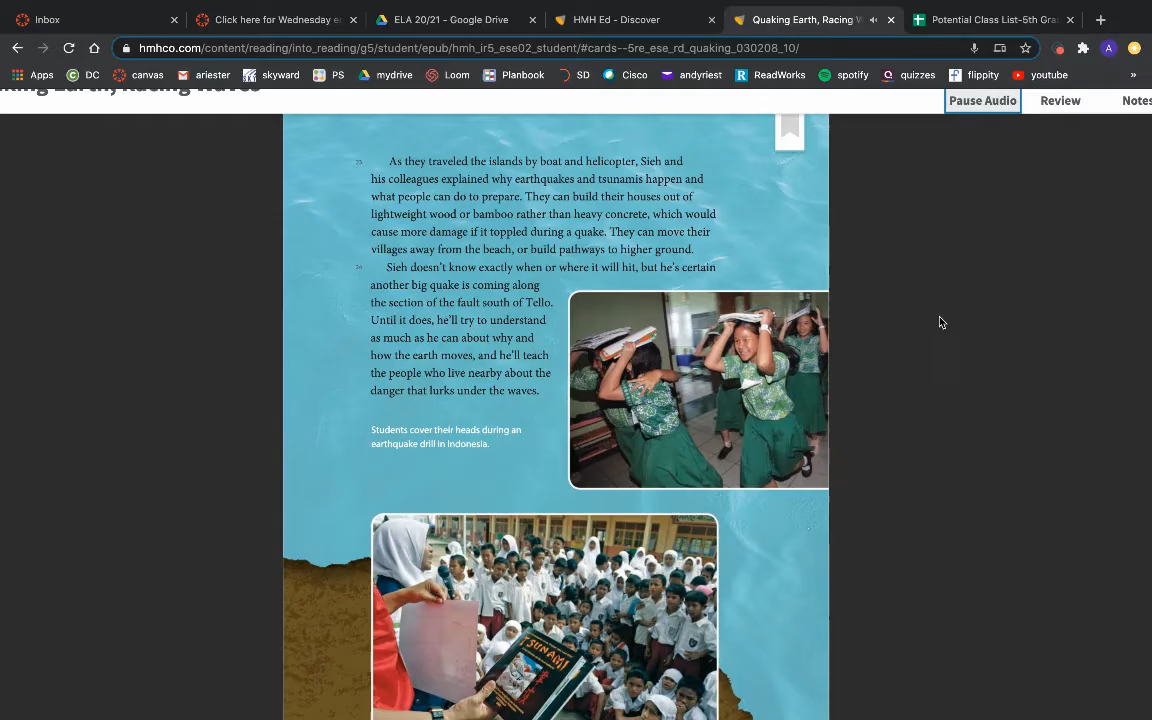 Inbox
Click here for Wednesday e
ELA 20/21 - Google Drive
HMH Ed - Discover
Quaking Earth, Racing W
Potential Class List-5th Gra
hmhco.com/content/reading/into_reading/g5/student/epub/hmh_ir5_ese02_student/#cards--5re_ese_rd_quaking_030208_10/
A
Apps
DC
canvas
ariester
skyward
PS
mydrive
Loom
Planbook
SD
Cisco
andyriest
ReadWorks
spotify
quizzes
flippity
youtube
»
king Earth, Racing Waves
Pause Audio
Review
Notes
As they traveled the islands by boat and helicopter, Sieh and
his colleagues explained why earthquakes and tsunamis happen and
what people can do to prepare. They can build their houses out of
lightweight wood or bamboo rather than heavy concrete, which would
cause more damage if it toppled during a quake. They can move their
villages away from the beach, or build pathways to higher ground.
Sieh doesn't know exactly when or where it will hit, but he's certain
another big quake is coming along
the section of the fault south of Tello.
Until it does, he'll try to understand
as much as he can about why and
how the earth moves, and he'll teach
the people who live nearby about the
danger that lurks under the waves.
Students cover their heads during an
earthquake drill in Indonesia.
TSUNAMI